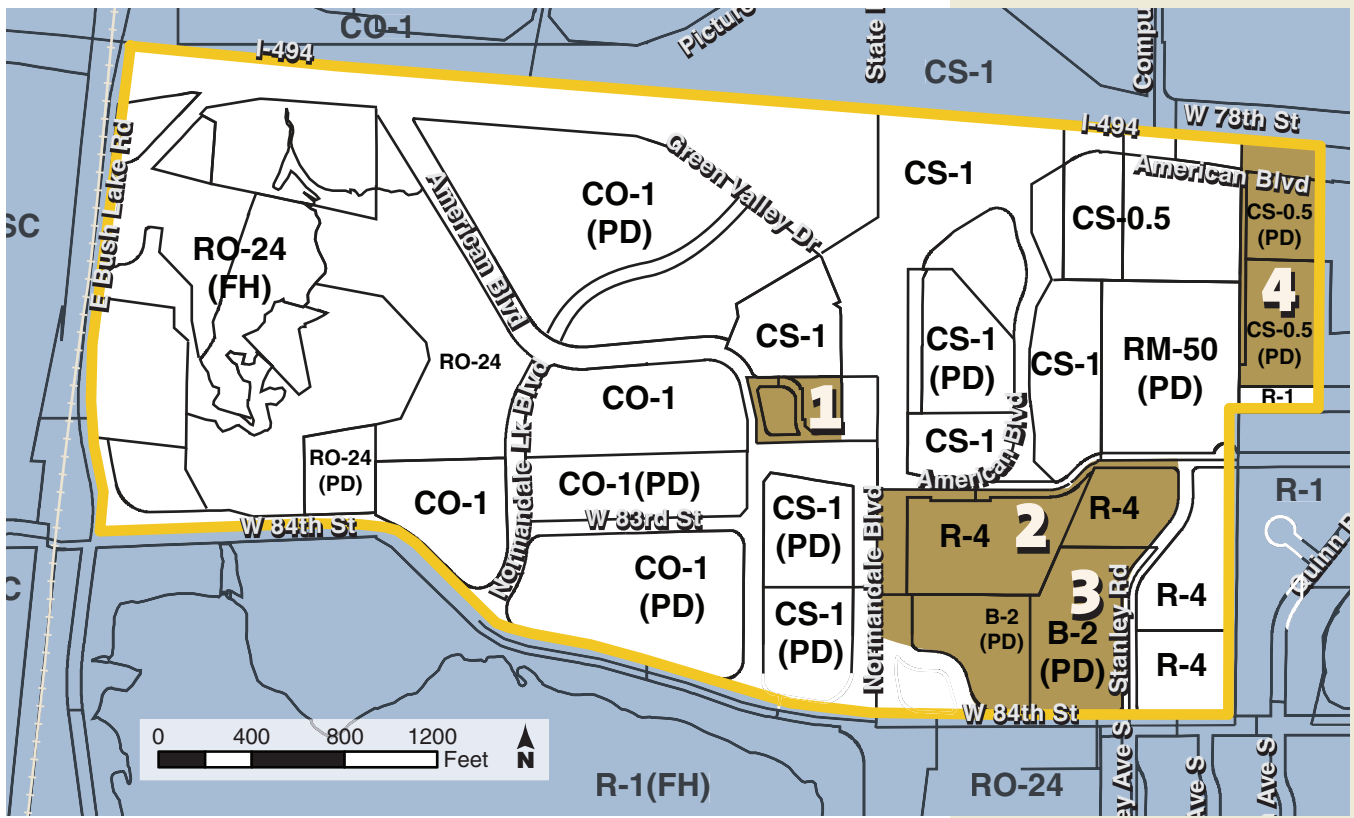 CO-1
I-494
Picture
State
CS-1
Compu
W 78th St
I-494
American Blvd
E Bush Lake Rd
SC
RO-24
(FH)
American Blvd
CO-1
(PD)
Green Valley Dr
CS-1
CS-0.5
CS-0.5
(PD)
4
CS-0.5
(PD)
R-1
RO-24
CS-1
CS-1
(PD)
CS-1
RM-50
(PD)
Normandale Lk Blvd
CO-1
1
CS-1
American Blvd
RO-24
(PD)
CO-1
CO-1(PD)
W 83rd St
CS-1
(PD)
Normandale Blvd
R-4
2
R-4
R-1
Quinn R
W 84th St
C
CO-1
(PD)
CS-1
(PD)
B-2
(PD)
3
B-2
(PD)
Stanley Rd
R-4
R-4
W 84th St
0 400 800 1200
Feet
N
R-1(FH)
RO-24
ey Ave S
Ave S
Ave S